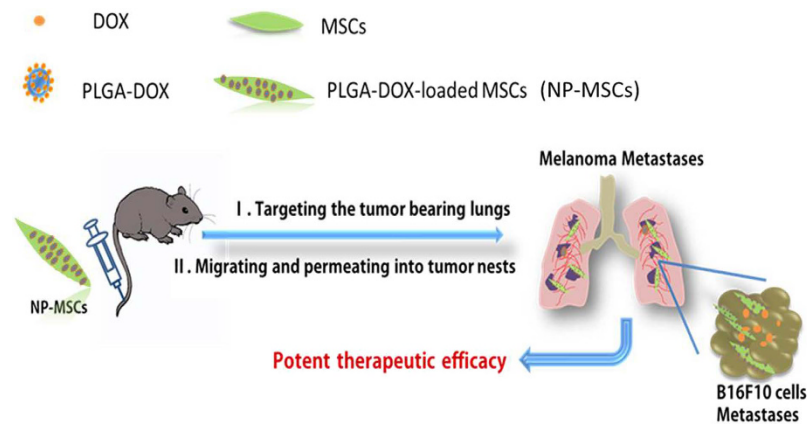 DOX
MSCs
PLGA-DOX
PLGA-DOX-loaded MSCs (NP-MSCs)
Melanoma Metastases
I . Targeting the tumor bearing lungs
II . Migrating and permeating into tumor nests
NP-MSCs
Potent therapeutic efficacy
B16F10 cells
Metastases